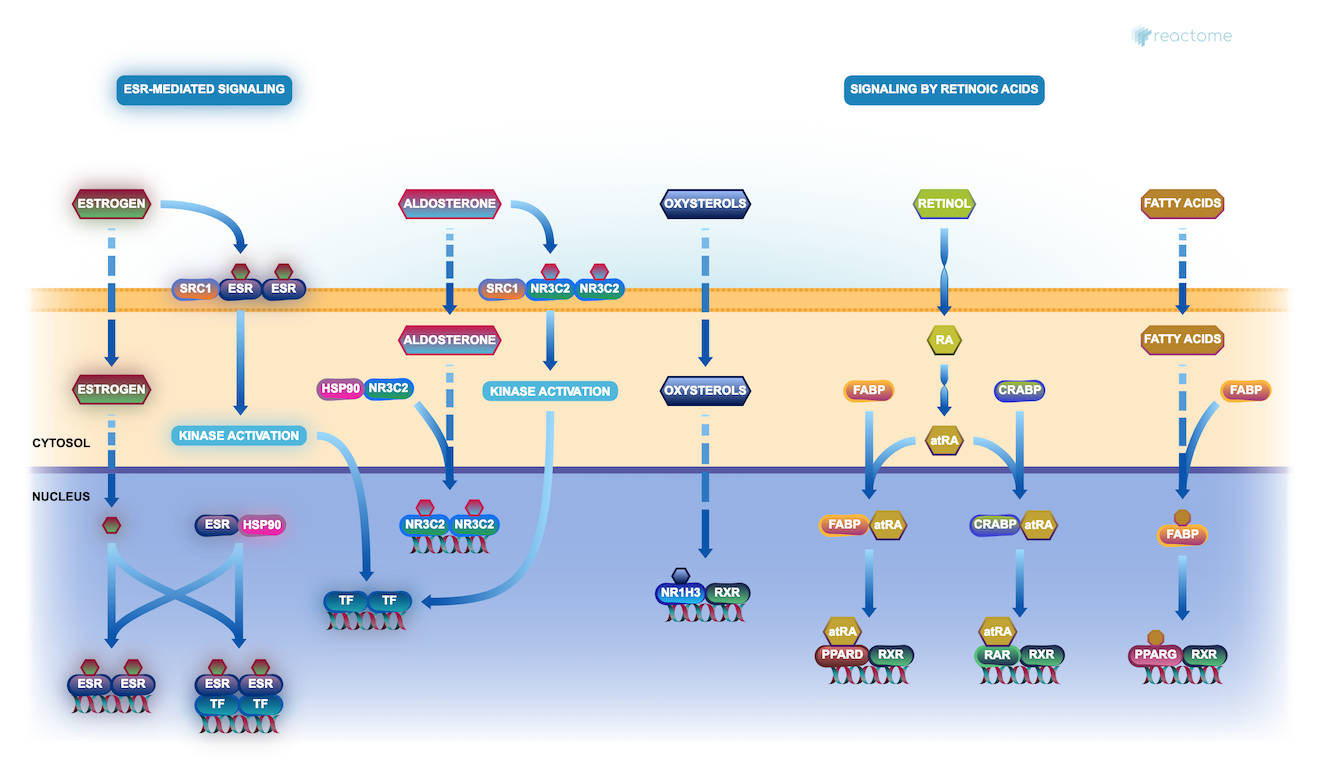 reactome
ESR-MEDIATED SIGNALING
SIGNALING BY RETINOIC ACIDS
ESTROGEN
ALDOSTERONE
OXYSTEROLS
RETINOL
FATTY ACIDS
SRC1
ESR
ESR
SRC1
NR3C2
NR3C2
ALDOSTERONE
RA
FATTY ACIDS
ESTROGEN
HSP90
NR3C2
KINASE ACTIVATION
OXYSTEROLS
FABP
CRABP
FABP
KINASE ACTIVATION
atRA
CYTOSOL
NUCLEUS
ESR
HSP90
NR3C2
NR3C2
FABP
atRA
CRABP
atRA
FABP
TF
TF
NR1H3
RXR
atRA
atRA
PPARD
RXR
RAR
RXR
PPARG
RXR
ESR
ESR
ESR
ESR
TF
TF